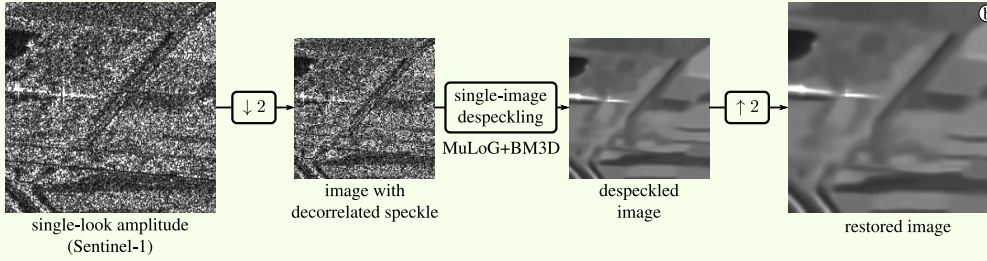 single-look amplitude
(Sentinel-1)
↓ 2
image with
decorrelated speckle
single-image
despeckling
MuLoG+BM3D
despeckled
image
↑ 2
restored image